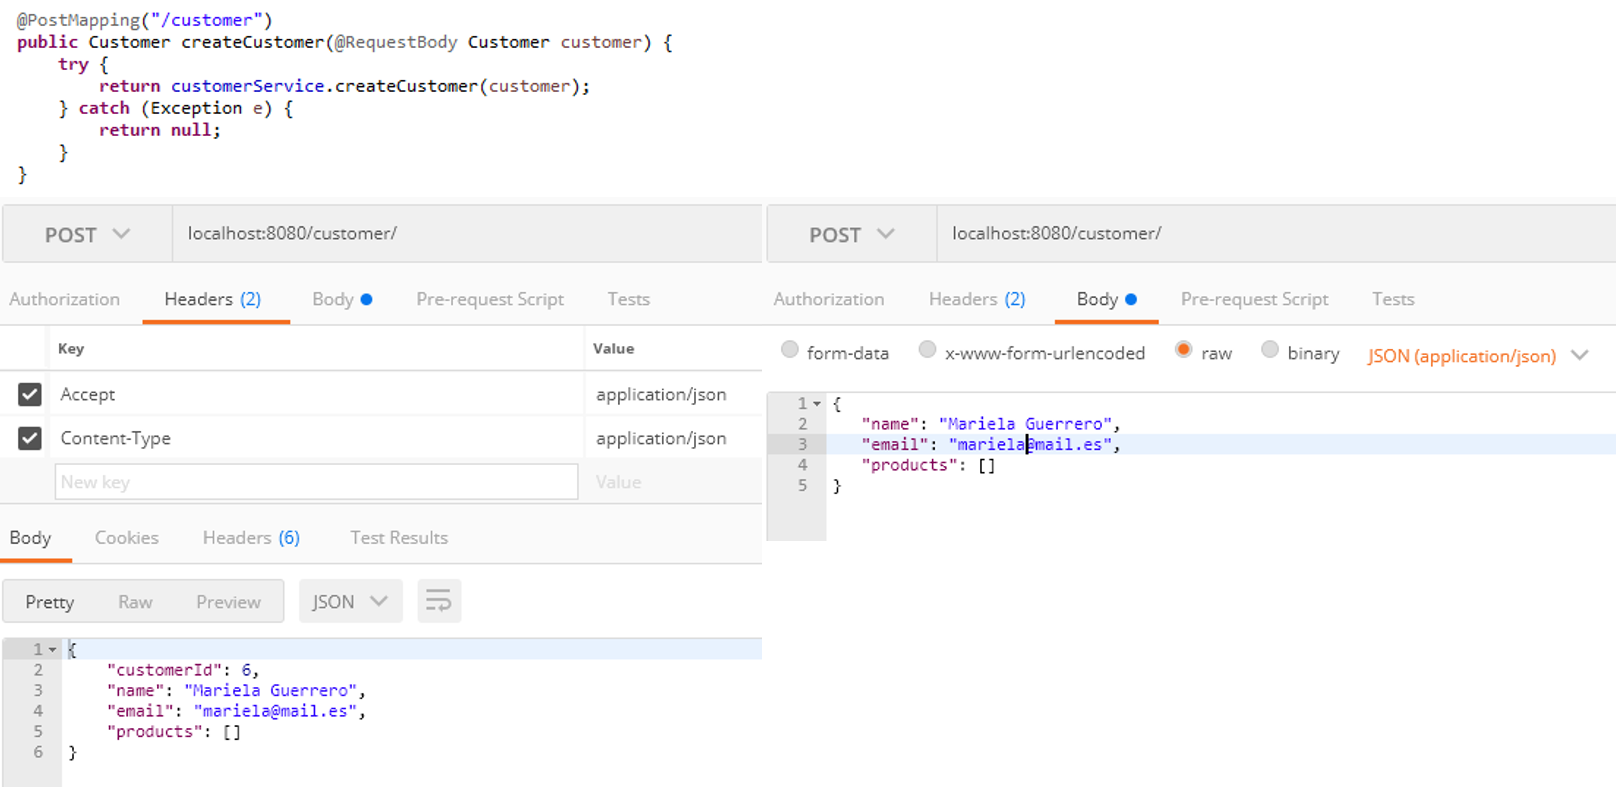 @PostMapping("/customer")
public Customer createCustomer(@RequestBody Customer customer) {
try {
return customerService.createCustomer(customer);
} catch (Exception e) {
return null;
}
}
POST localhost:8080/customer/
Authorization Headers (2) Body Pre-request Script Tests
Key Value
Accept application/json
Content-Type application/json
New key Value
Body Cookies Headers (6) Test Results
Pretty Raw Preview JSON
1 {
2 "customerId": 6,
3 "name": "Mariela Guerrero",
4 "email": "mariela@mail.es",
5 "products": []
6 }
POST localhost:8080/customer/
Authorization Headers (2) Body Pre-request Script Tests
form-data x-www-form-urlencoded raw binary JSON (application/json)
1 {
2 "name": "Mariela Guerrero",
3 "email": "mariela@mail.es",
4 "products": []
5 }